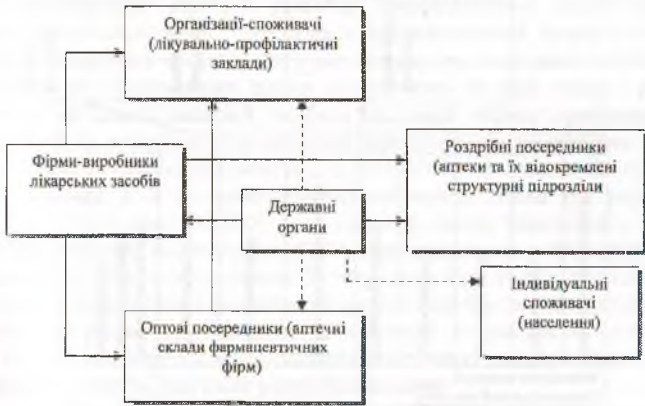 Організації-споживачі
(лікувально-профілактичні
заклади)
Фірми-виробники
лікарських засобів
Роздрібні посередники
(аптеки та їх відокремлені
структурні підрозділи
Державні
органи
Індивідуальні
споживачі
(населення)
Оптові посередники (аптечні
склади фармацевтичних
фірм)